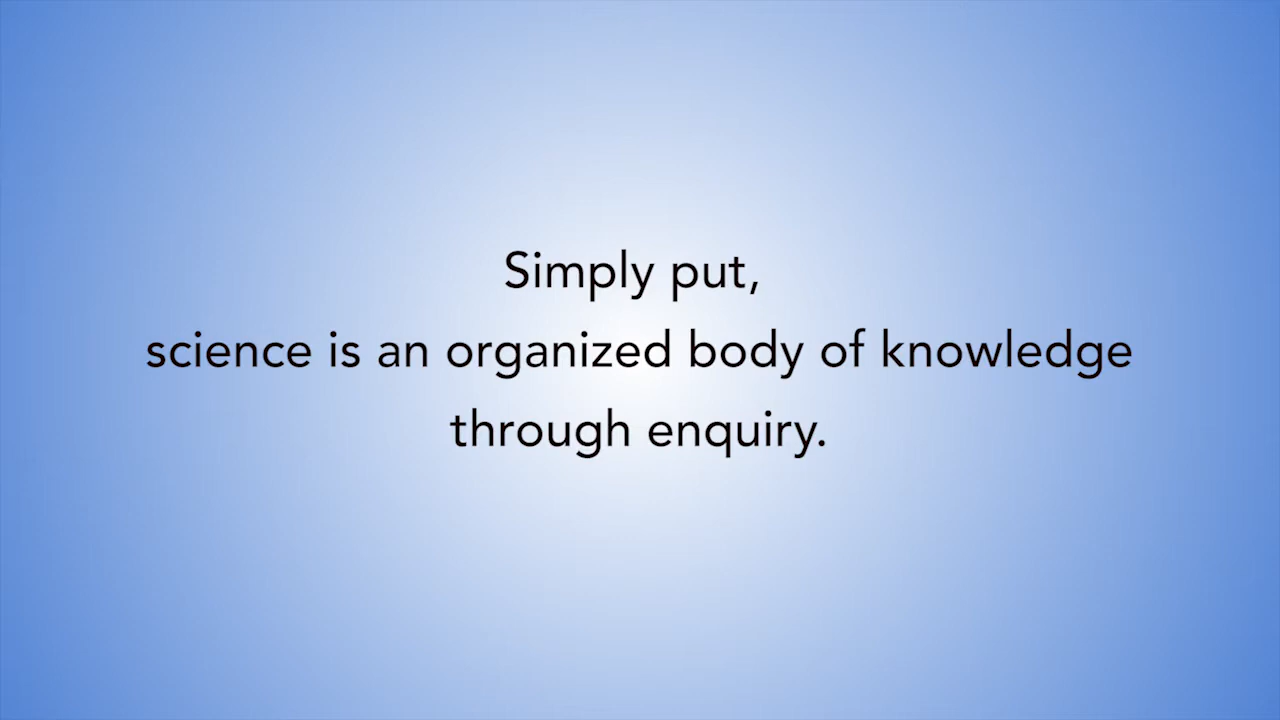 Simply put,
science is an organized body of knowledge
through enquiry.